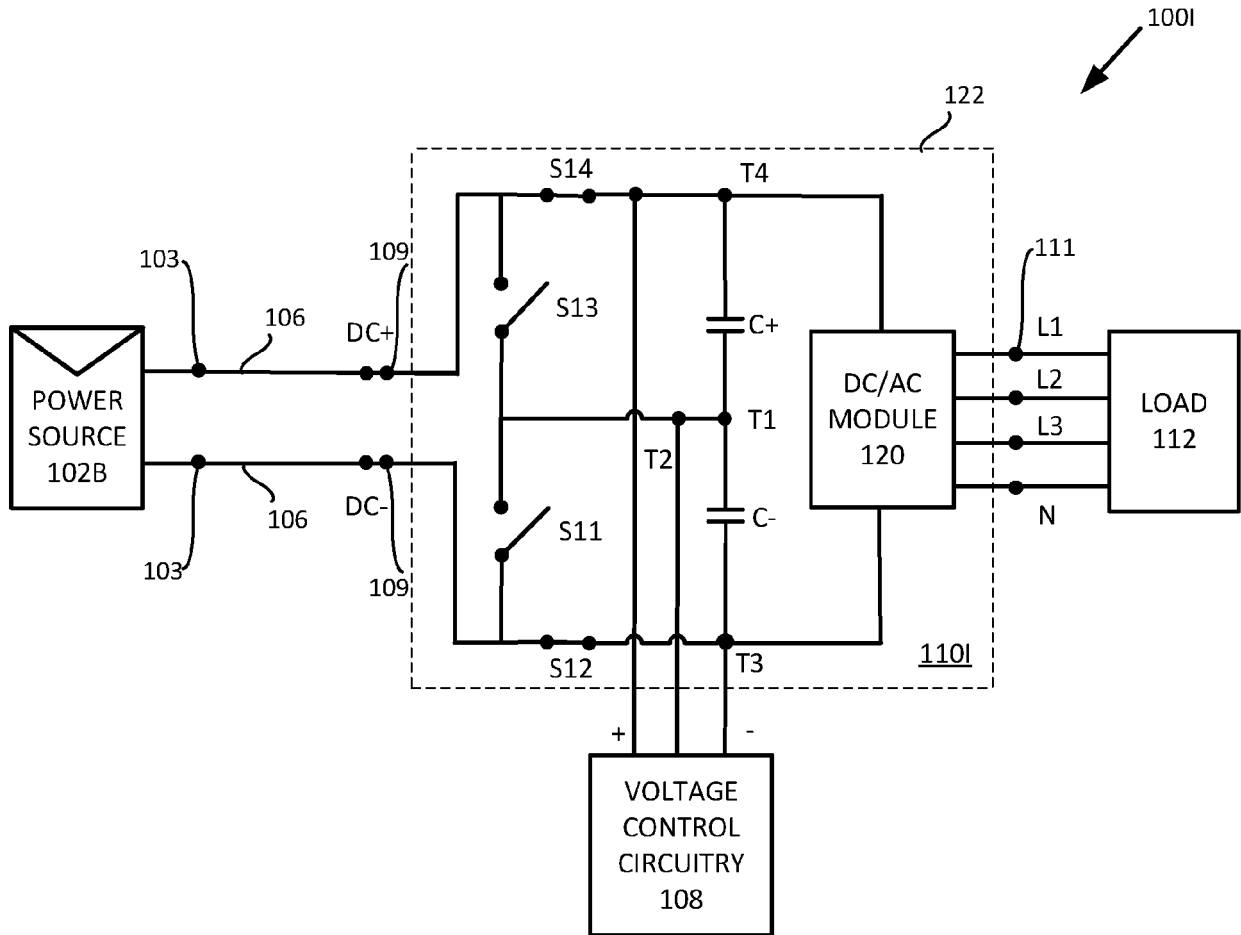 100I
122
S14
T4
109
103
111
S13
106
DC+
L1
C+
POWER
SOURCE
102B
DC/AC
MODULE
120
L2
LOAD
112
T1
L3
T2
DC-
S11
C-
N
106
103
109
S12
T3
110I
+
-
VOLTAGE
CONTROL
CIRCUITRY
108